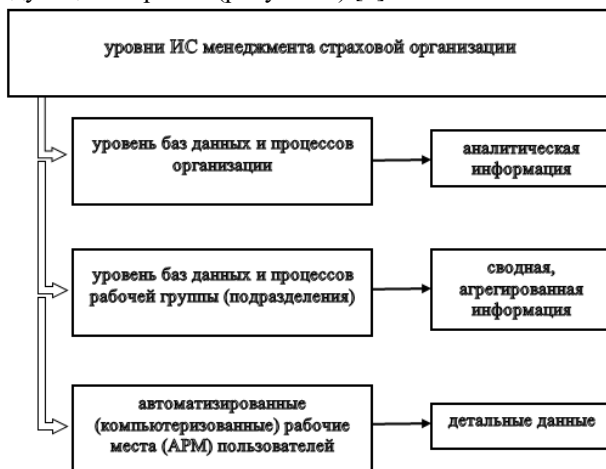 уровни ИС менеджмента страховой организации
уровень баз данных и процессов
организации
аналитическая
информация
уровень баз данных и процессов
рабочей группы (подразделения)
сводная,
агрегированная
информация
автоматизированные
(компьютеризованные) рабочие
места (АРМ) пользователей
детальные данные